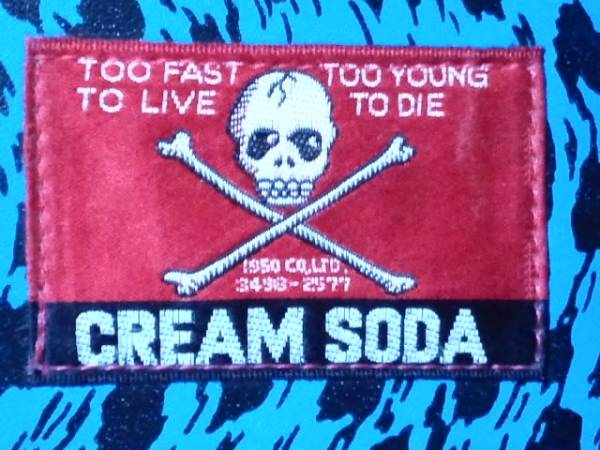 TOO FAST TOO YOUNG
TO LIVE TO DIE
1950 CO.,LTD.
3498-2577
CREAM SODA